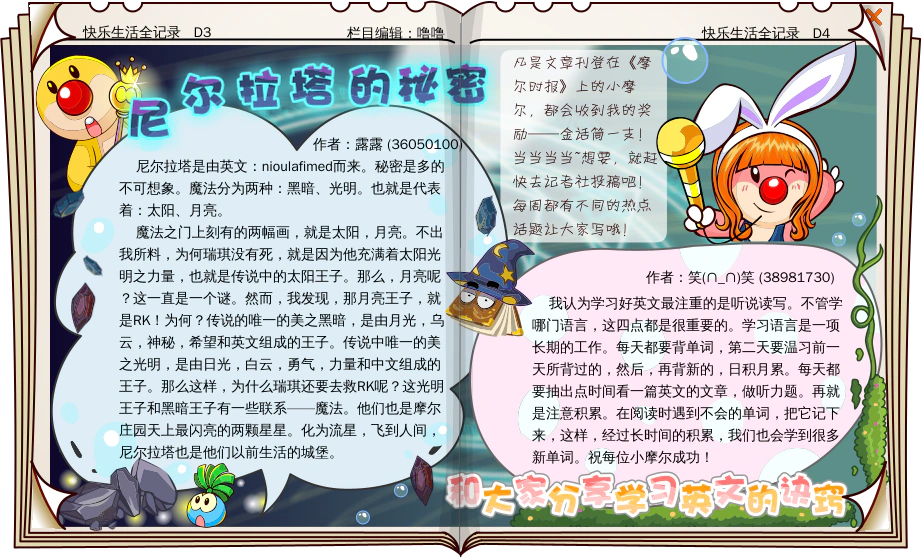 快乐生活全记录 D3
栏目编辑：噜噜
尼尔拉塔的秘密
作者：露露 (36050100)
尼尔拉塔是由英文：nioulafimed而来。秘密是多的
不可想象。魔法分为两种：黑暗、光明。也就是代表
着：太阳、月亮。
魔法之门上刻有的两幅画，就是太阳，月亮。不出
我所料，为何瑞琪没有死，就是因为他充满着太阳光
明之力量，也就是传说中的太阳王子。那么，月亮呢
？这一直是一个谜。然而，我发现，那月亮王子，就
是RK！为何？传说的唯一的美之黑暗，是由月光，乌
云，神秘，希望和英文组成的王子。传说中唯一的美
之光明，是由日光，白云，勇气，力量和中文组成的
王子。那么这样，为什么瑞琪还要去救RK呢？这光明
王子和黑暗王子有一些联系——魔法。他们也是摩尔
庄园天上最闪亮的两颗星星。化为流星，飞到人间，
尼尔拉塔也是他们以前生活的城堡。
快乐生活全记录 D4
凡是文章刊登在《摩
尔时报》上的小摩
尔，都会收到我的奖
励——金话筒一支！
当当当当~想要，就赶
快去记者社投稿吧！
每周都有不同的热点
话题让大家写哦！
作者：笑(∩_∩)笑 (38981730)
我认为学习好英文最注重的是听说读写。不管学
哪门语言，这四点都是很重要的。学习语言是一项
长期的工作。每天都要背单词，第二天要温习前一
天所背过的，然后，再背新的，日积月累。每天都
要抽出点时间看一篇英文的文章，做听力题。再就
是注意积累。在阅读时遇到不会的单词，把它记下
来，这样，经过长时间的积累，我们也会学到很多
新单词。祝每位小摩尔成功！
和大家分享学习英文的诀窍